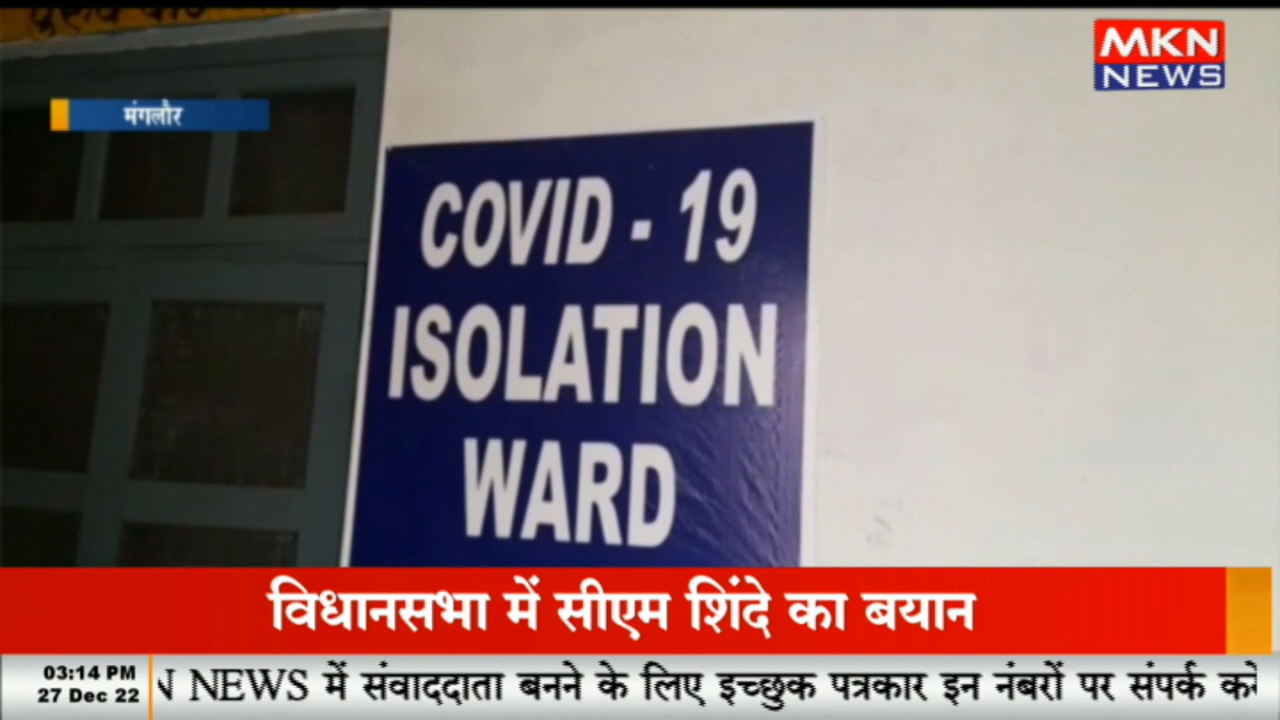 MKN
NEWS
मंगलौर
COVID - 19
ISOLATION
WARD
विधानसभा में सीएम शिंदे का बयान
03:14 PM
27 Dec 22
NEWS में संवाददाता बनने के लिए इच्छुक पत्रकार इन नंबरों पर संपर्क